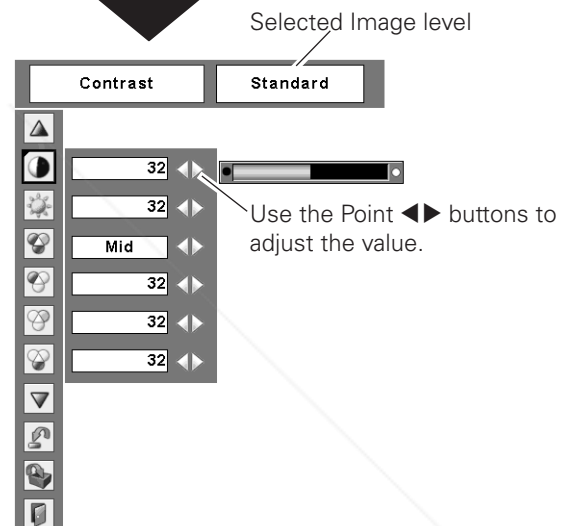 Selected Image level
Contrast
Standard
32
32
Use the Point ◀▶ buttons to
adjust the value.
Mid
32
32
32